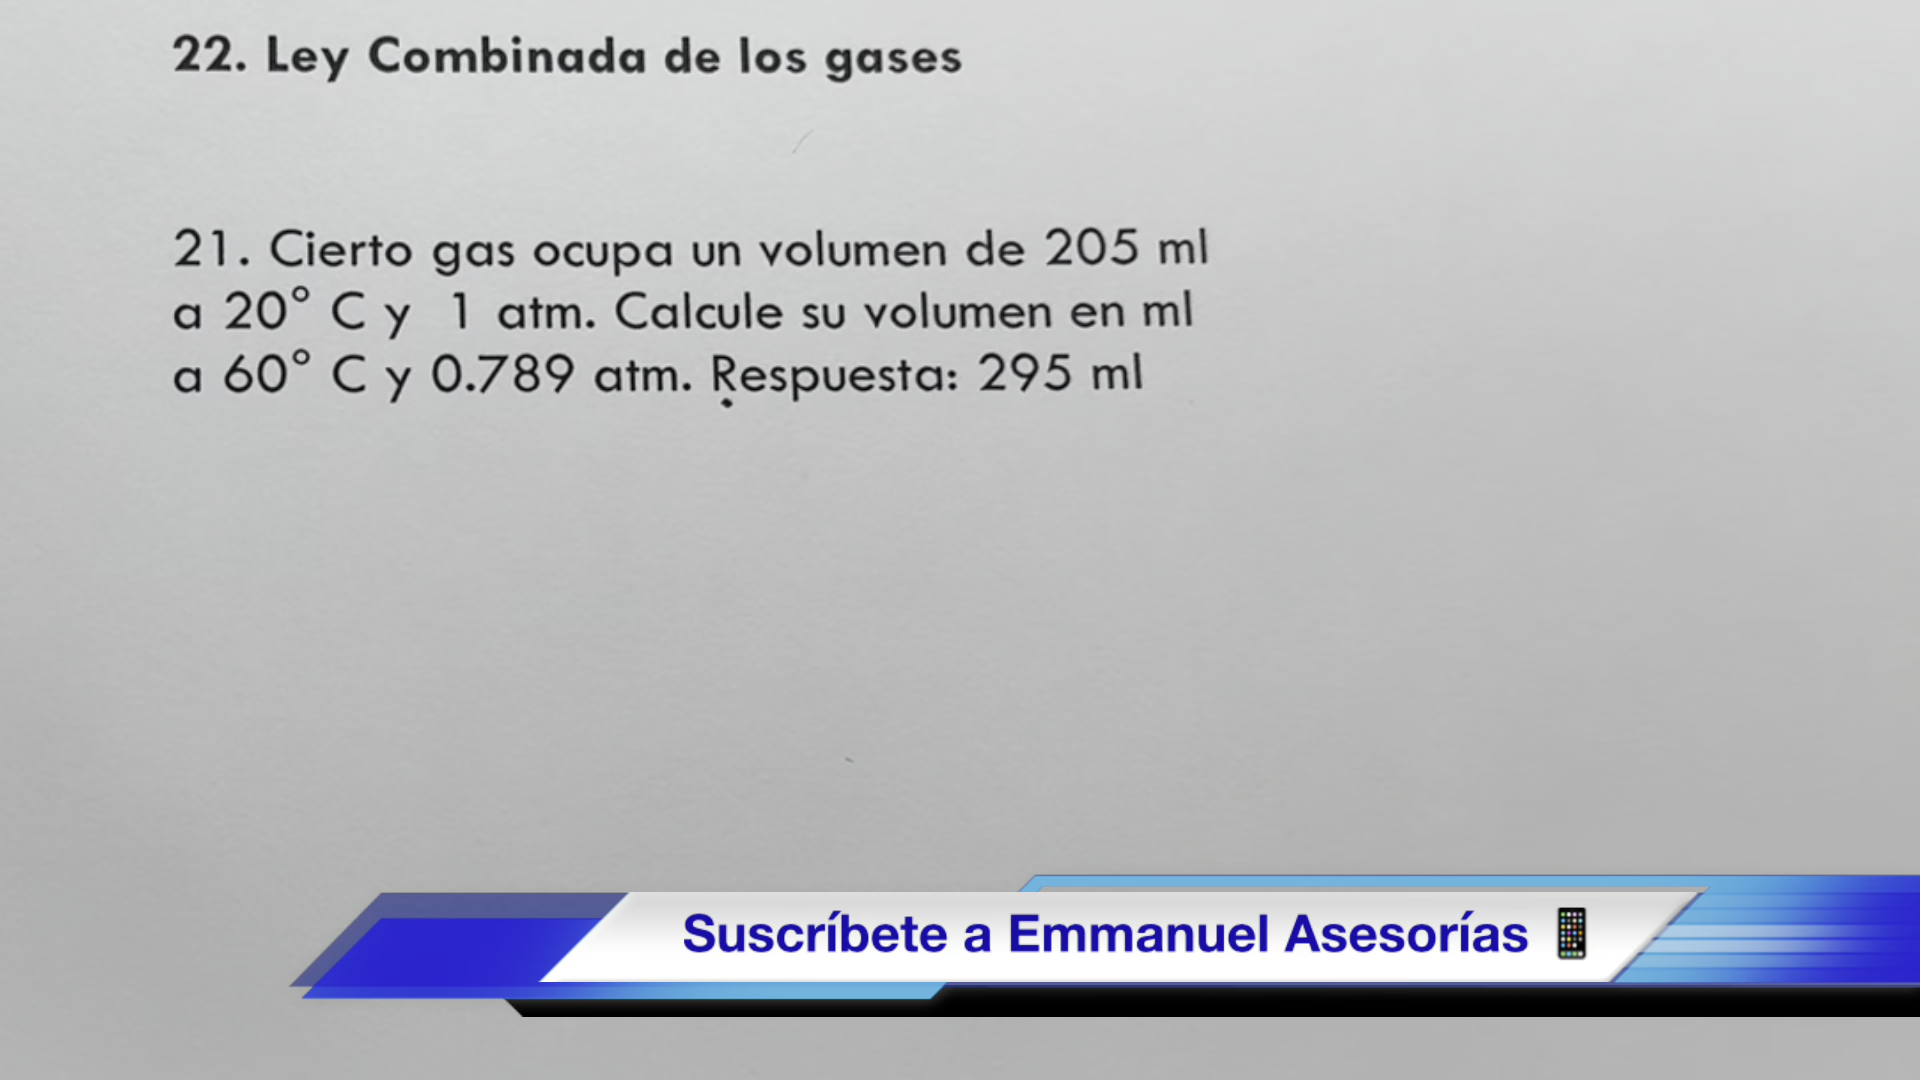 22. Ley Combinada de los gases
21. Cierto gas ocupa un volumen de 205 ml
a 20° C y 1 atm. Calcule su volumen en ml
a 60° C y 0.789 atm. Respuesta: 295 ml
Suscríbete a Emmanuel Asesorías 📱